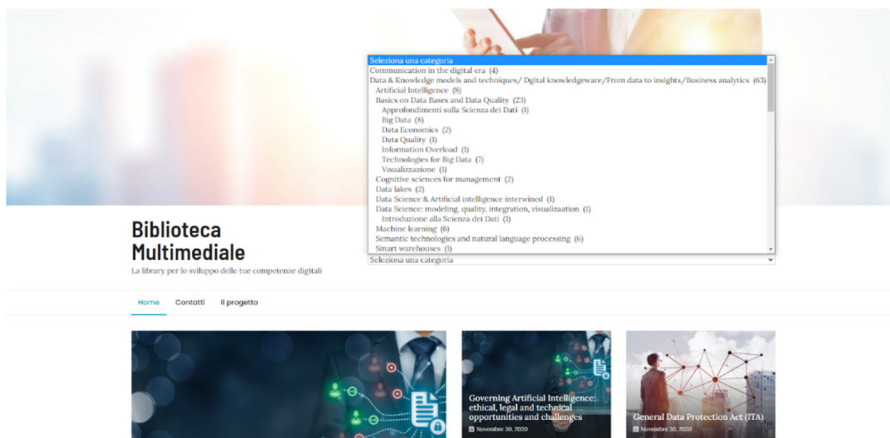 Seleziona una categoria
Communication in the digital era (4)
Data & Knowledge models and techniques/ Dgital knowledgeware/From data to insights/Business analytics (63)
Artificial Intelligence (8)
Basics on Data Bases and Data Quality (23)
Approfondimenti sulla Scienza dei Dati (1)
Big Data (8)
Data Economics (2)
Data Quality (1)
Information Overload (1)
Technologies for Big Data (7)
Visualizzazione (1)
Cognitive sciences for management (2)
Data lakes (2)
Data Science & Artificial intelligence interwined (1)
Data Science: modeling, quality, integration, visualizaation (1)
Introduzione alla Scienza dei Dati (1)
Machine learning (6)
Semantic technologies and natural language processing (6)
Smart warehouses (1)
Seleziona una categoria
Biblioteca
Multimediale
La library per lo sviluppo delle tue competenze digitali
Home Contatti Il progetto
Governing Artificial Intelligence:
ethical, legal and technical
opportunities and challenges
Novembre 30, 2020
General Data Protection Act (ITA)
Novembre 30, 2020